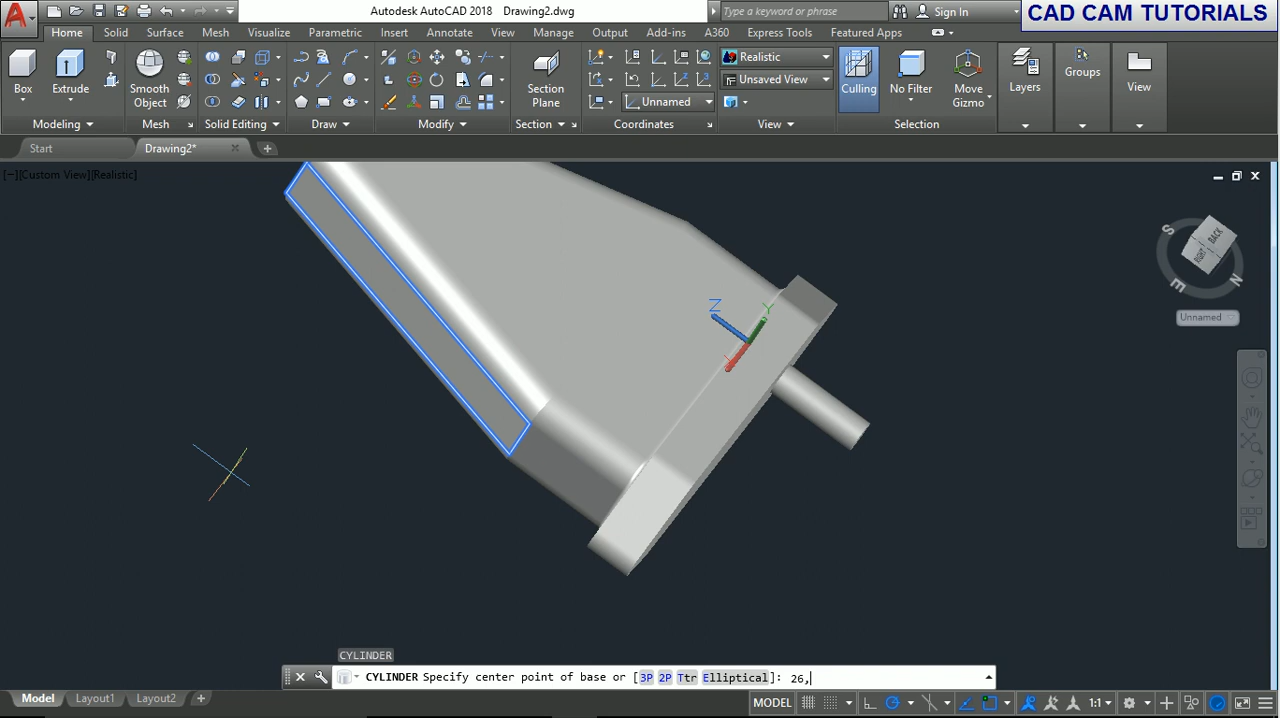 Autodesk AutoCAD 2018 Drawing2.dwg
Type a keyword or phrase
Sign In
CAD CAM TUTORIALS
Home Solid Surface Mesh Visualize Parametric Insert Annotate View Manage Output Add-ins A360 Express Tools Featured Apps
Box Extrude Smooth Object Section Plane Realistic Unsaved View Unnamed Culling No Filter Move Gizmo Layers Groups View
Modeling Mesh Solid Editing Draw Modify Section Coordinates View Selection
Start Drawing2*
[−][Custom View][Realistic]
S BACK RIGHT E N
Unnamed
Z Y
CYLINDER
CYLINDER Specify center point of base or [3P 2P Ttr Elliptical]: 26,
Model Layout1 Layout2 MODEL 1:1